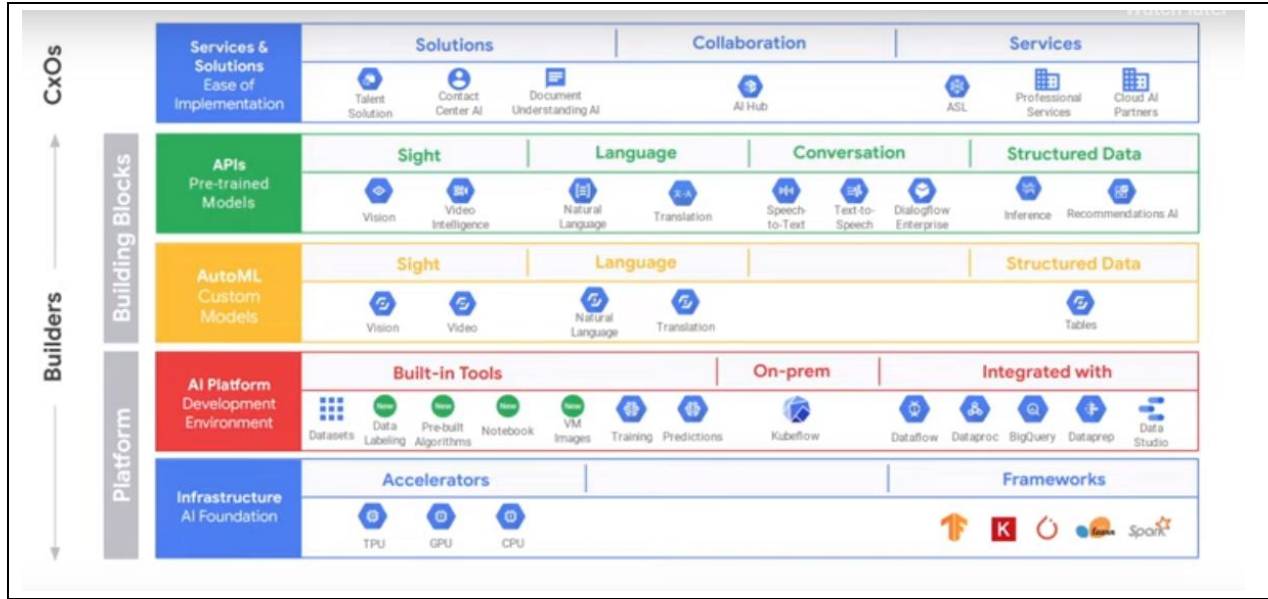 CxOs
Builders
Building Blocks
Platform
Services &
Solutions
Ease of
Implementation
Solutions
Collaboration
Services
Talent
Solution
Contact
Center AI
Document
Understanding AI
AI Hub
ASL
Professional
Services
Cloud AI
Partners
APIs
Pre-trained
Models
Sight
Language
Conversation
Structured Data
Vision
Video
Intelligence
Natural
Language
Translation
Speech-
to-Text
Text-to-
Speech
Dialogflow
Enterprise
Inference
Recommendations AI
AutoML
Custom
Models
Sight
Language
Structured Data
Vision
Video
Natural
Language
Translation
Tables
AI Platform
Development
Environment
Built-in Tools
On-prem
Integrated with
Datasets
New
Data
Labeling
New
Pre-built
Algorithms
New
Notebook
New
VM
Images
Training
Predictions
Kubeflow
Dataflow
Dataproc
BigQuery
Dataprep
Data
Studio
Infrastructure
AI Foundation
Accelerators
Frameworks
TPU
GPU
CPU
K
learn
Spark